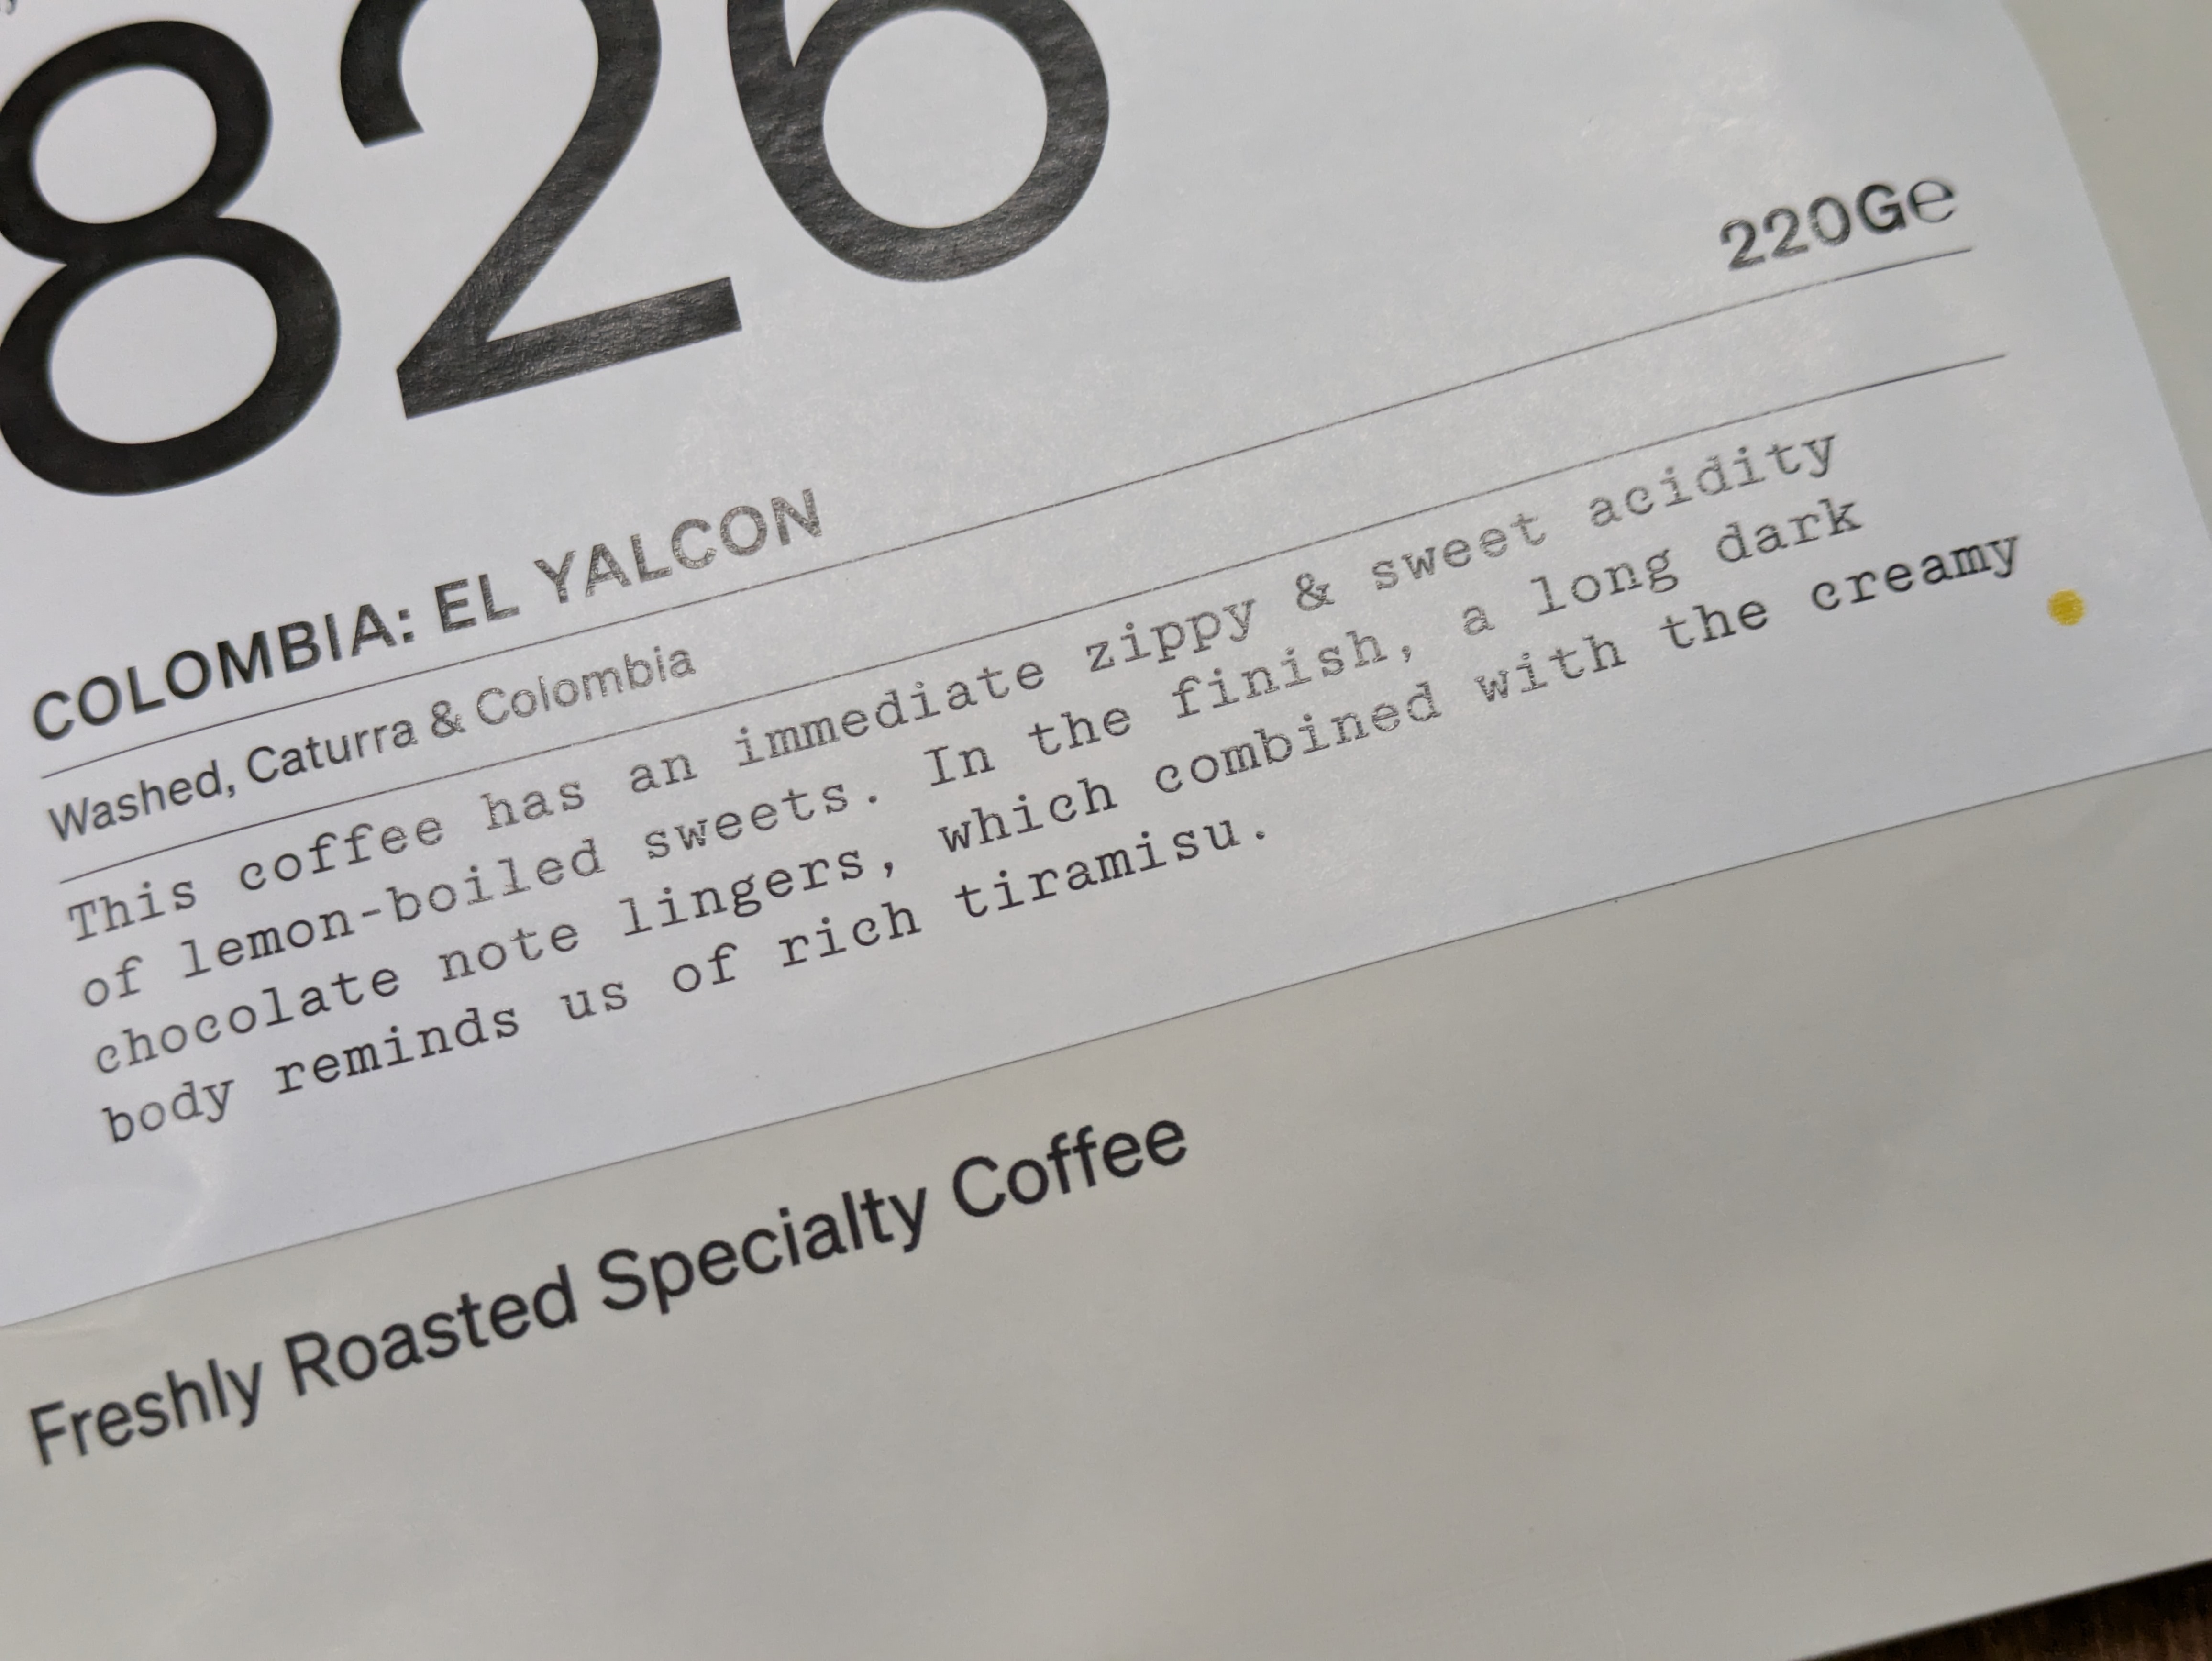 826
220Ge
COLOMBIA: EL YALCON
Washed, Caturra & Colombia
This coffee has an immediate zippy & sweet acidity
of lemon-boiled sweets. In the finish, a long dark
chocolate note lingers, which combined with the creamy
body reminds us of rich tiramisu.
Freshly Roasted Specialty Coffee